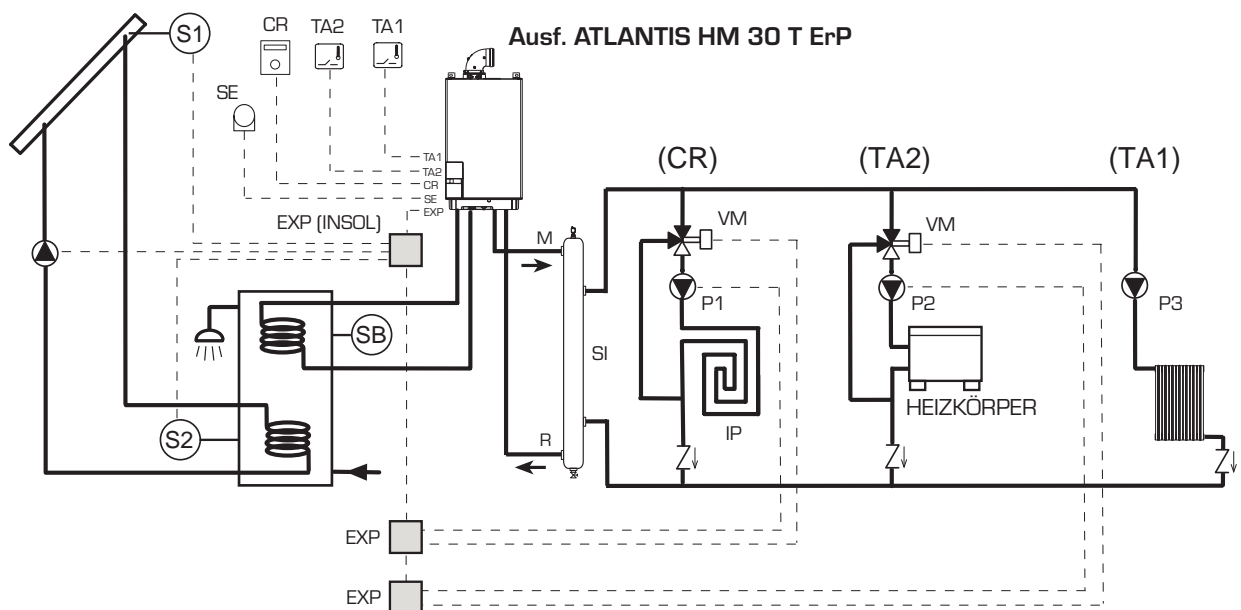 Ausf. ATLANTIS HM 30 T ErP
S1
CR
TA2
TA1
SE
TA1
TA2
CR
SE
EXP
EXP (INSOL)
(CR)
(TA2)
(TA1)
M
VM
VM
P1
P2
P3
SB
SI
S2
R
IP
HEIZKÖRPER
EXP
EXP